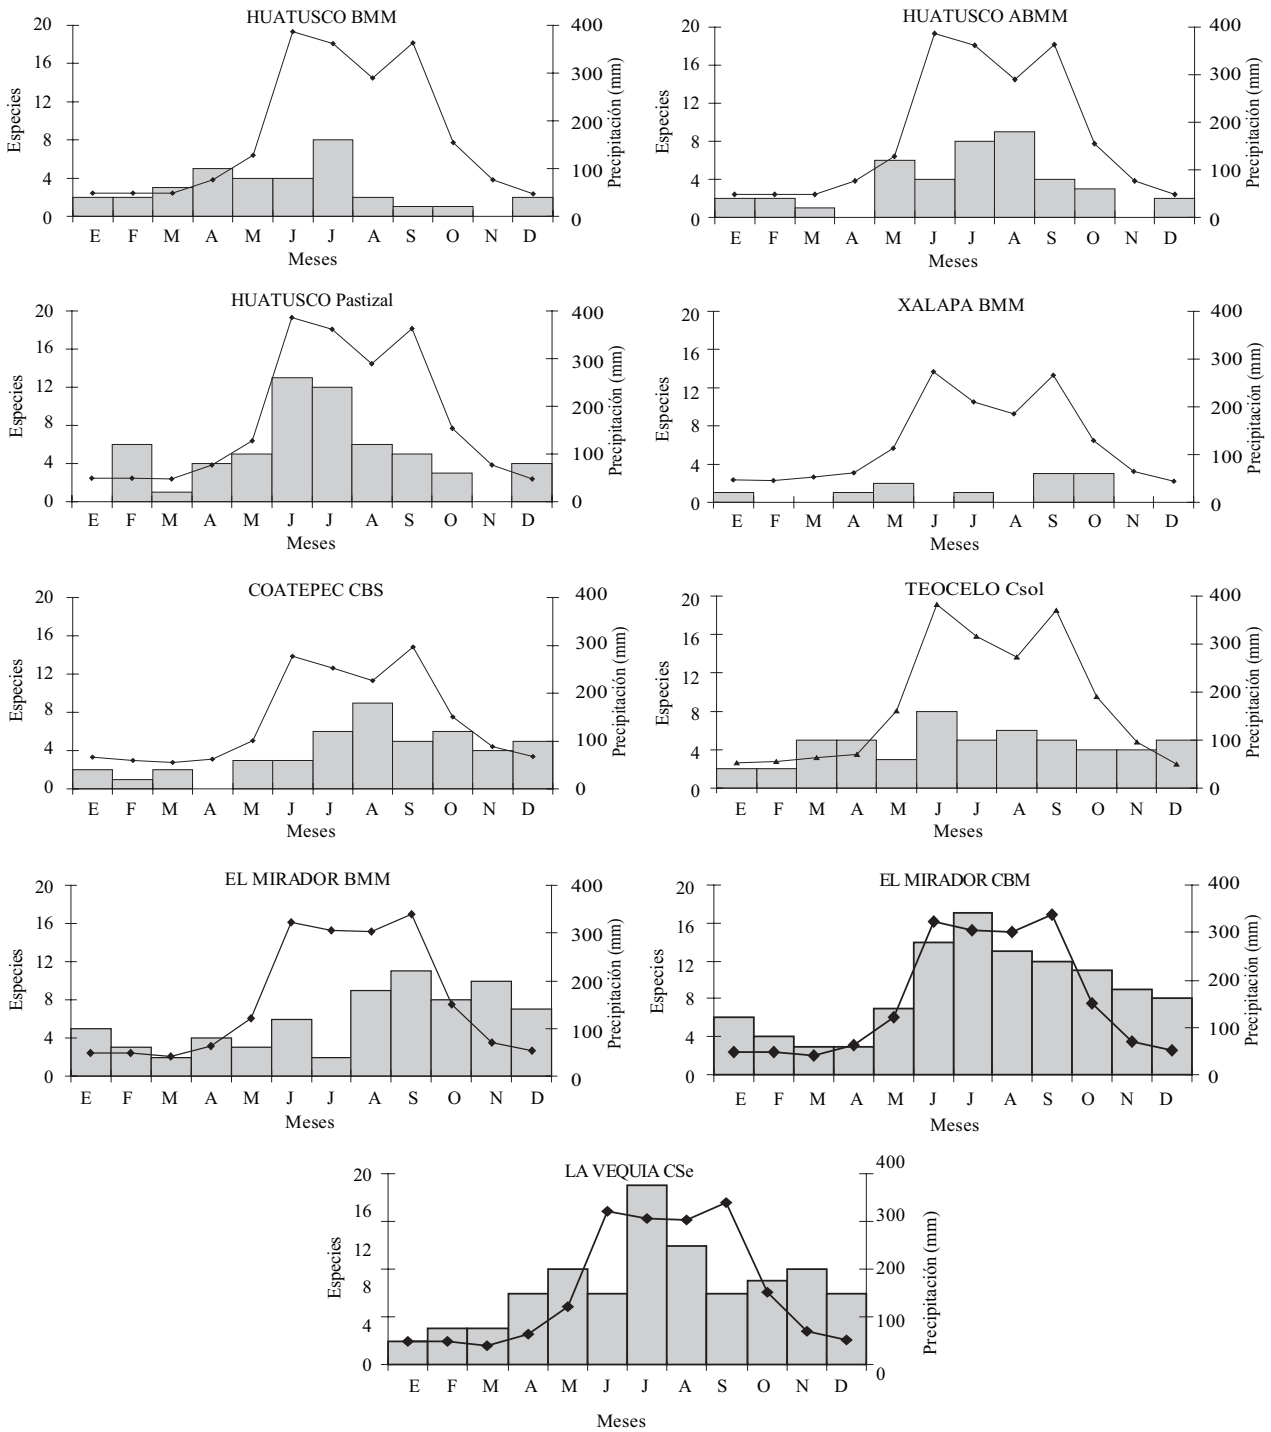 HUATUSCO BMM
20 400
16 300
12 200
8 100
4 0
0
Especies
Precipitación (mm)
E F M A M J J A S O N D
Meses
HUATUSCO ABMM
20 400
16 300
12 200
8 100
4 0
0
Especies
Precipitación (mm)
E F M A M J J A S O N D
Meses
HUATUSCO Pastizal
20 400
16 300
12 200
8 100
4 0
0
Especies
Precipitación (mm)
E F M A M J J A S O N D
Meses
XALAPA BMM
20 400
16 300
12 200
8 100
4 0
0
Especies
Precipitación (mm)
E F M A M J J A S O N D
Meses
COATEPEC CBS
20 400
16 300
12 200
8 100
4 0
0
Especies
Precipitación (mm)
E F M A M J J A S O N D
Meses
TEOCELO Csol
20 400
16 300
12 200
8 100
4 0
0
Especies
Precipitación (mm)
E F M A M J J A S O N D
Meses
EL MIRADOR BMM
20 400
16 300
12 200
8 100
4 0
0
Especies
Precipitación (mm)
E F M A M J J A S O N D
Meses
EL MIRADOR CBM
20 400
16 300
12 200
8 100
4 0
0
Especies
Precipitación (mm)
E F M A M J J A S O N D
Meses
LA VEQUIA CSe
20 400
16 300
12 200
8 100
4 0
0
Especies
Precipitación (mm)
E F M A M J J A S O N D
Meses